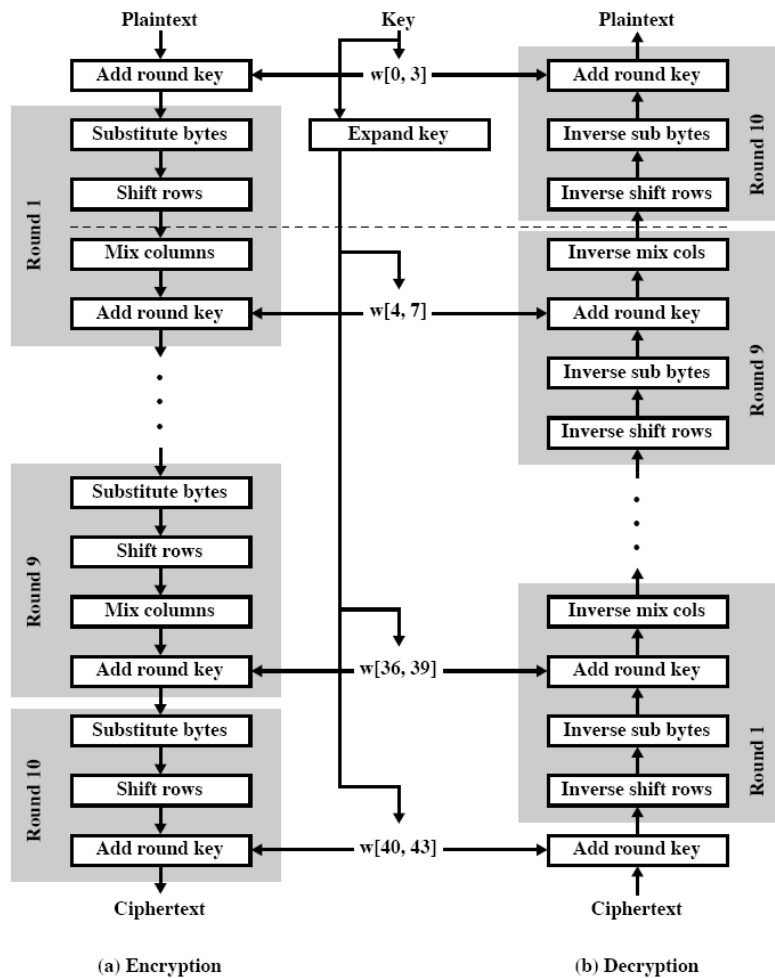 Plaintext
Key
Plaintext
Add round key
w[0, 3]
Add round key
Substitute bytes
Expand key
Inverse sub bytes
Round 10
Shift rows
Inverse shift rows
Round 1
Mix columns
Inverse mix cols
Add round key
w[4, 7]
Add round key
Inverse sub bytes
Round 9
Inverse shift rows
Substitute bytes
Shift rows
Round 9
Mix columns
Inverse mix cols
Add round key
w[36, 39]
Add round key
Substitute bytes
Inverse sub bytes
Round 1
Round 10
Shift rows
Inverse shift rows
Add round key
w[40, 43]
Add round key
Ciphertext
Ciphertext
(a) Encryption
(b) Decryption